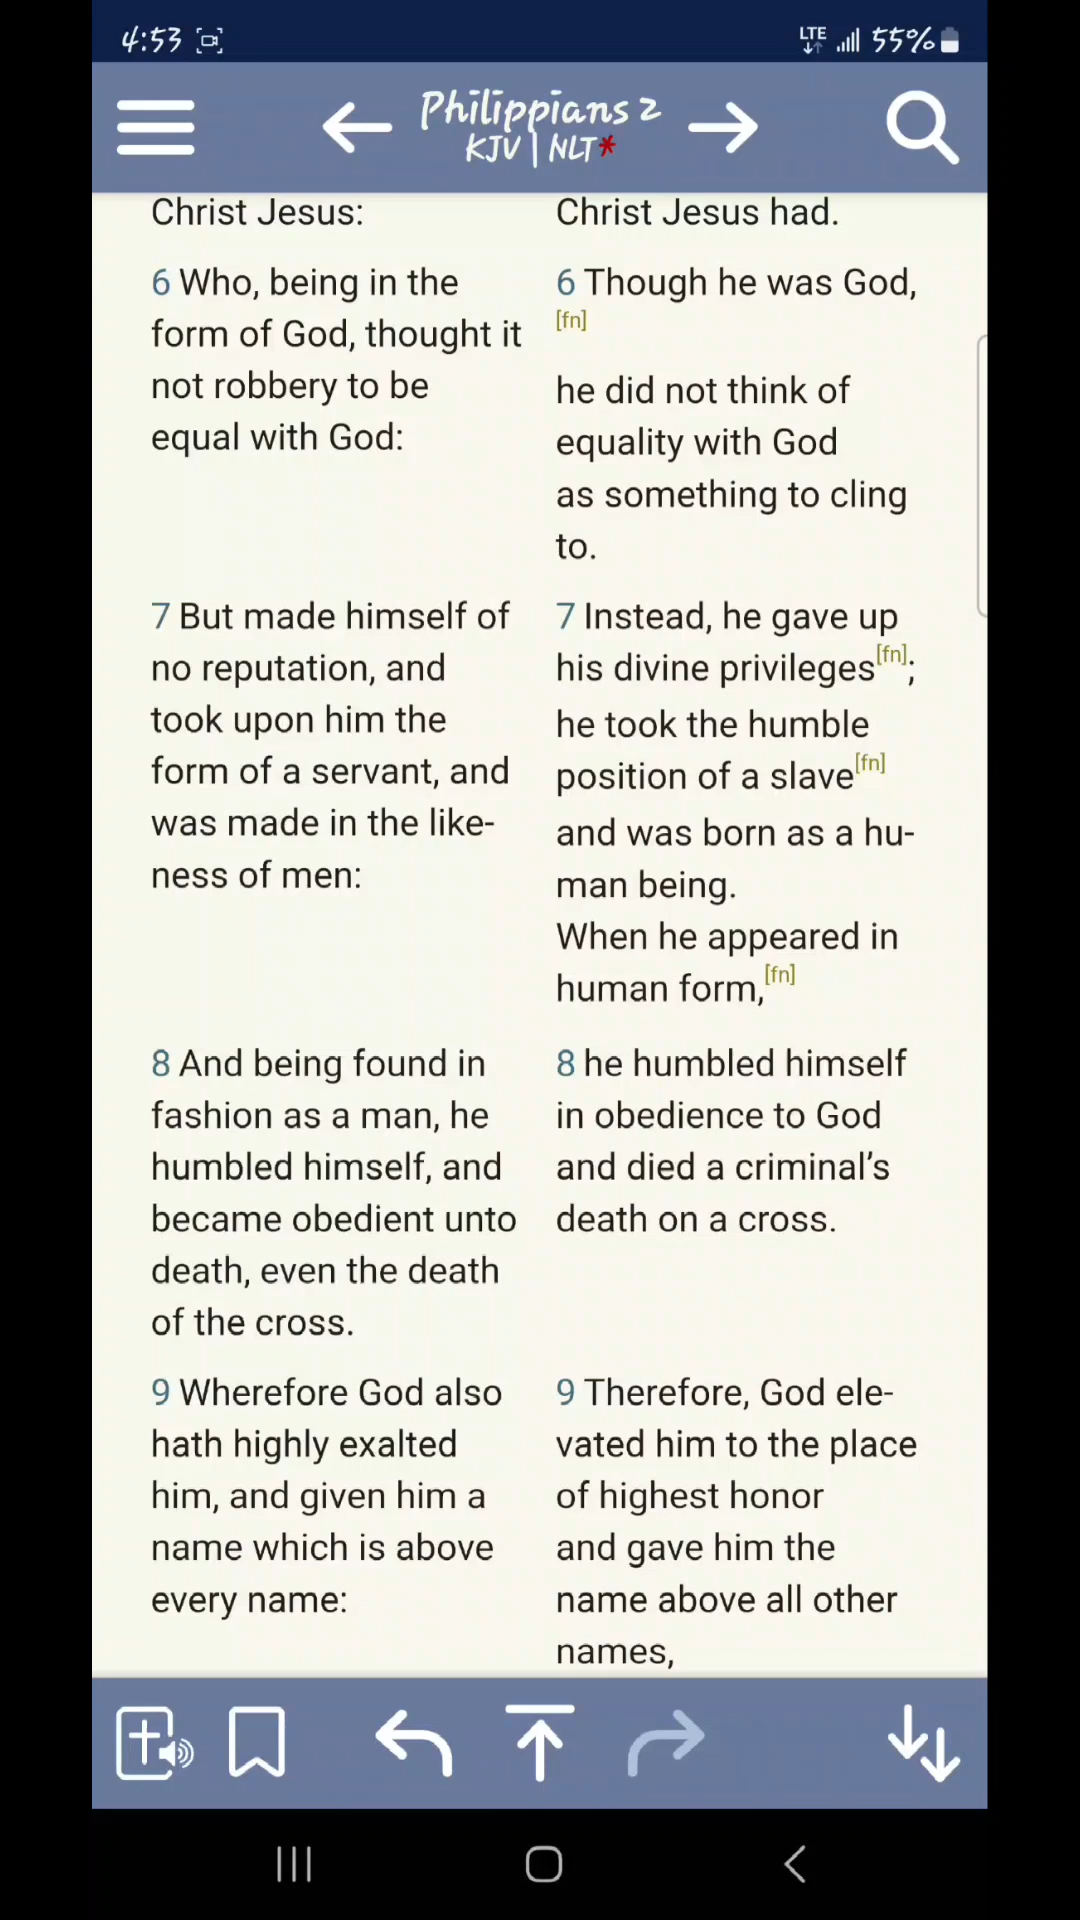 4:53
LTE
55%
Philippians 2
KJV | NLT*
Christ Jesus:
6 Who, being in the
form of God, thought it
not robbery to be
equal with God:
7 But made himself of
no reputation, and
took upon him the
form of a servant, and
was made in the like-
ness of men:
8 And being found in
fashion as a man, he
humbled himself, and
became obedient unto
death, even the death
of the cross.
9 Wherefore God also
hath highly exalted
him, and given him a
name which is above
every name:
Christ Jesus had.
6 Though he was God,
[fn]
he did not think of
equality with God
as something to cling
to.
7 Instead, he gave up
his divine privileges[fn];
he took the humble
position of a slave[fn]
and was born as a hu-
man being.
When he appeared in
human form,[fn]
8 he humbled himself
in obedience to God
and died a criminal’s
death on a cross.
9 Therefore, God ele-
vated him to the place
of highest honor
and gave him the
name above all other
names,